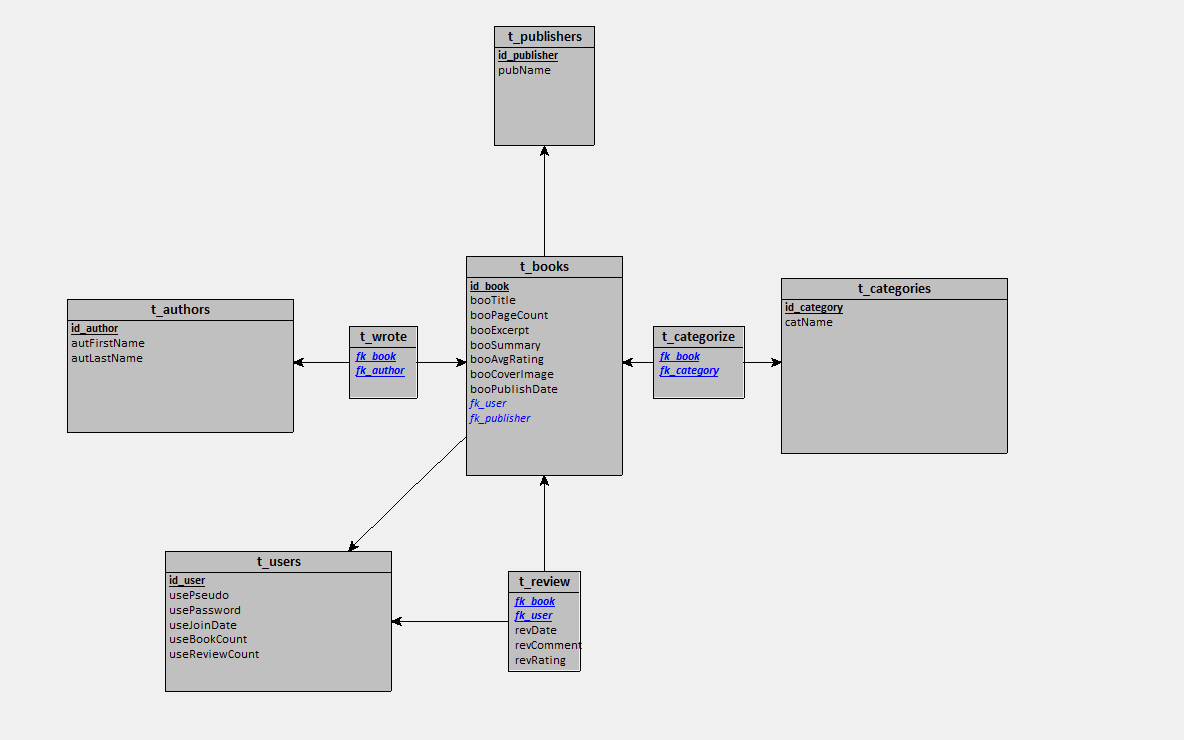 t_publishers
id_publisher
pubName
t_books
id_book
booTitle
booPageCount
booExcerpt
booSummary
booAvgRating
booCoverImage
booPublishDate
fk_user
fk_publisher
t_authors
id_author
autFirstName
autLastName
t_wrote
fk_book
fk_author
t_categorize
fk_book
fk_category
t_categories
id_category
catName
t_users
id_user
usePseudo
usePassword
useJoinDate
useBookCount
useReviewCount
t_review
fk_book
fk_user
revDate
revComment
revRating